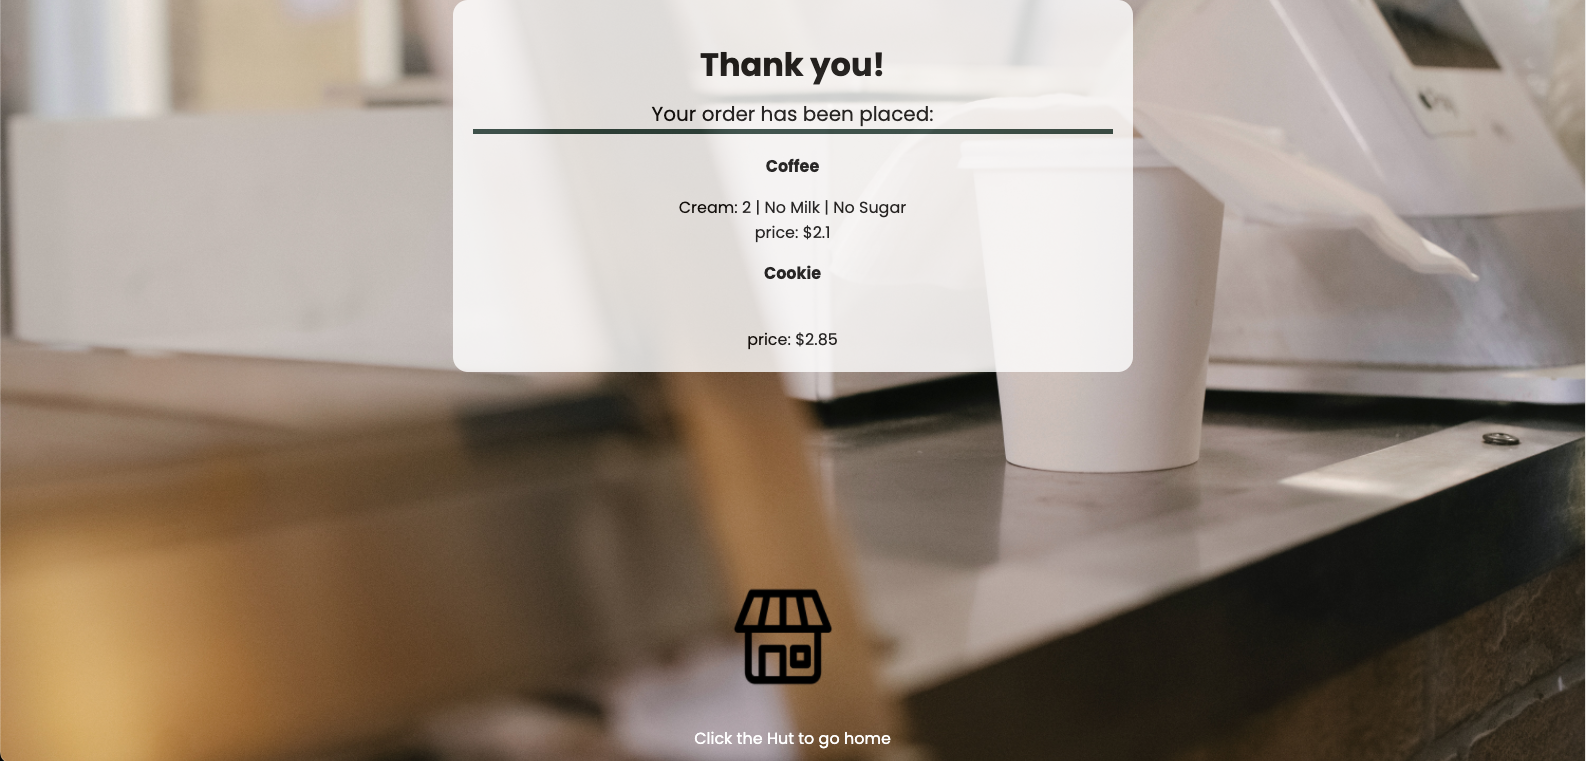 Thank you!
Your order has been placed:
Coffee
Cream: 2 | No Milk | No Sugar
price: $2.1
Cookie
price: $2.85
Click the Hut to go home